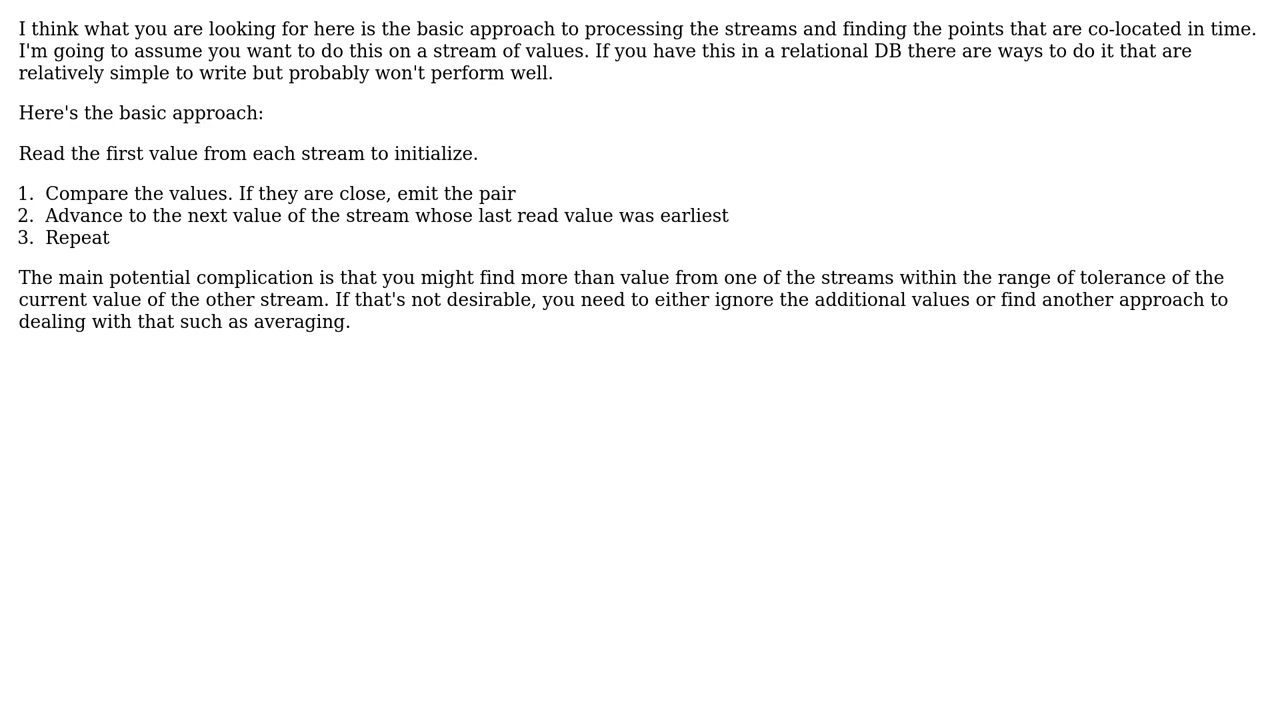 I think what you are looking for here is the basic approach to processing the streams and finding the points that are co-located in time.
I'm going to assume you want to do this on a stream of values. If you have this in a relational DB there are ways to do it that are
relatively simple to write but probably won't perform well.
Here's the basic approach:
Read the first value from each stream to initialize.
1. Compare the values. If they are close, emit the pair
2. Advance to the next value of the stream whose last read value was earliest
3. Repeat
The main potential complication is that you might find more than value from one of the streams within the range of tolerance of the
current value of the other stream. If that's not desirable, you need to either ignore the additional values or find another approach to
dealing with that such as averaging.